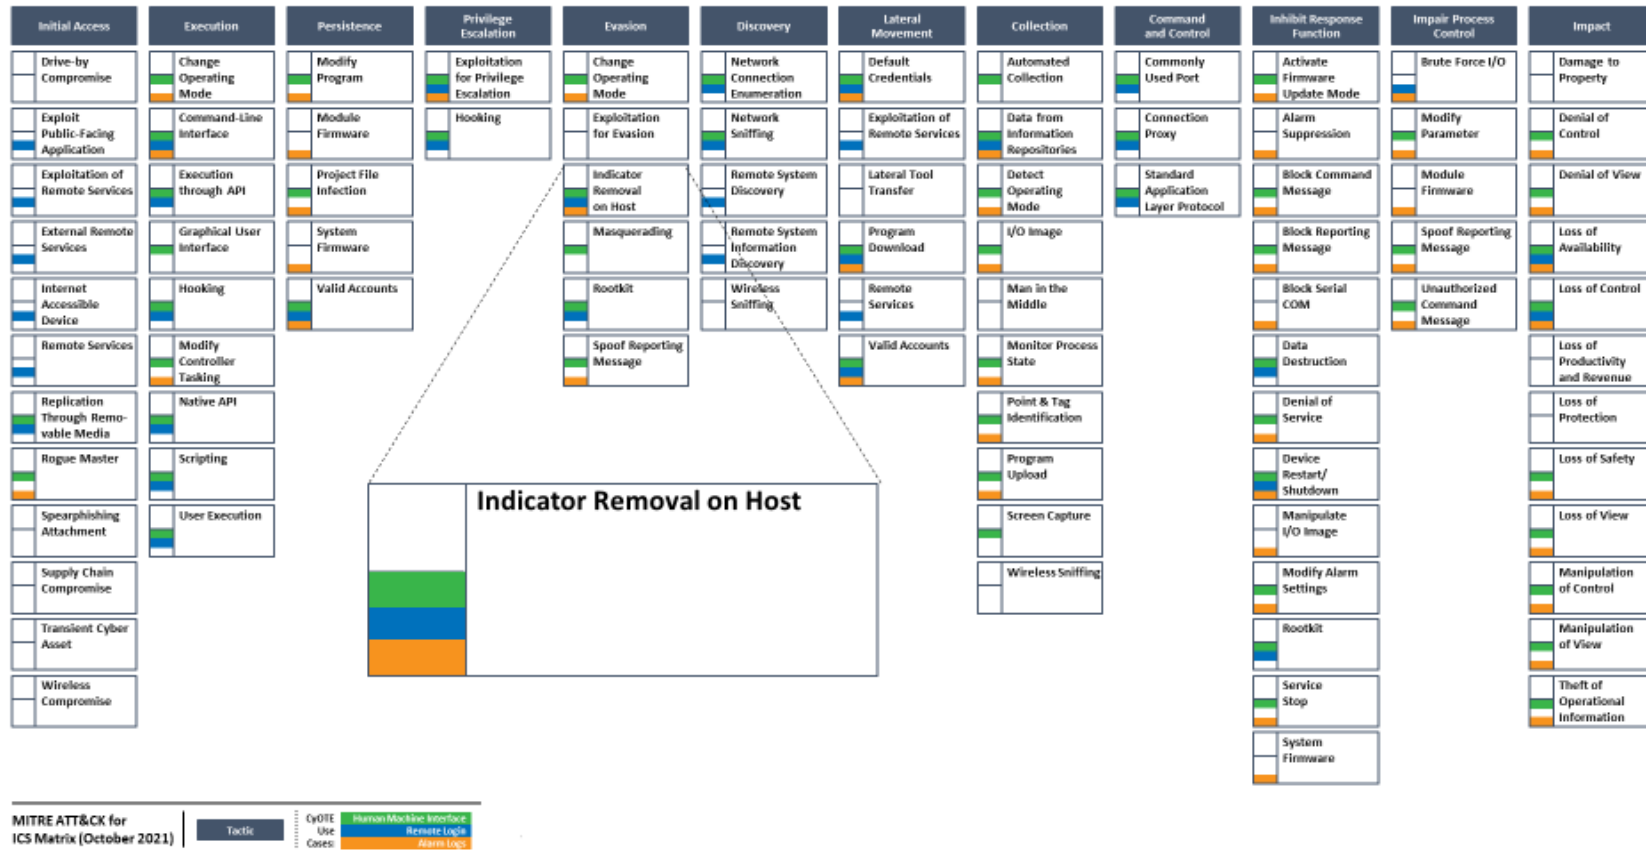 Initial Access
Execution
Persistence
Privilege
Escalation
Evasion
Discovery
Lateral
Movement
Collection
Command
and Control
Inhibit Response
Function
Impair Process
Control
Impact
Drive-by
Compromise
Exploit
Public-Facing
Application
Exploitation of
Remote Services
External Remote
Services
Internet
Accessible
Device
Remote Services
Replication
Through Remo-
vable Media
Rogue Master
Spearphishing
Attachment
Supply Chain
Compromise
Transient Cyber
Asset
Wireless
Compromise
Change
Operating
Mode
Command-Line
Interface
Execution
through API
Graphical User
Interface
Hooking
Modify
Controller
Tasking
Native API
Scripting
User Execution
Modify
Program
Module
Firmware
Project File
Infection
System
Firmware
Valid Accounts
Exploitation
for Privilege
Escalation
Hooking
Change
Operating
Mode
Exploitation
for Evasion
Indicator
Removal
on Host
Masquerading
Rootkit
Spoof Reporting
Message
Network
Connection
Enumeration
Network
Sniffing
Remote System
Discovery
Remote System
Information
Discovery
Wireless
Sniffing
Default
Credentials
Exploitation of
Remote Services
Lateral Tool
Transfer
Program
Download
Remote
Services
Valid Accounts
Automated
Collection
Data from
Information
Repositories
Detect
Operating
Mode
I/O Image
Man in the
Middle
Monitor Process
State
Point & Tag
Identification
Program
Upload
Screen Capture
Wireless Sniffing
Commonly
Used Port
Connection
Proxy
Standard
Application
Layer Protocol
Activate
Firmware
Update Mode
Alarm
Suppression
Block Command
Message
Block Reporting
Message
Block Serial
COM
Data
Destruction
Denial of
Service
Device
Restart/
Shutdown
Manipulate
I/O Image
Modify Alarm
Settings
Rootkit
Service
Stop
System
Firmware
Brute Force I/O
Modify
Parameter
Module
Firmware
Spoof Reporting
Message
Unauthorized
Command
Message
Damage to
Property
Denial of
Control
Denial of View
Loss of
Availability
Loss of Control
Loss of
Productivity
and Revenue
Loss of
Protection
Loss of Safety
Loss of View
Manipulation
of Control
Manipulation
of View
Theft of
Operational
Information
Indicator Removal on Host
MITRE ATT&CK for
ICS Matrix (October 2021)
Tactic
CyOTE
Use
Cases:
Human Machine Interface
Remote Login
Alarm Logs